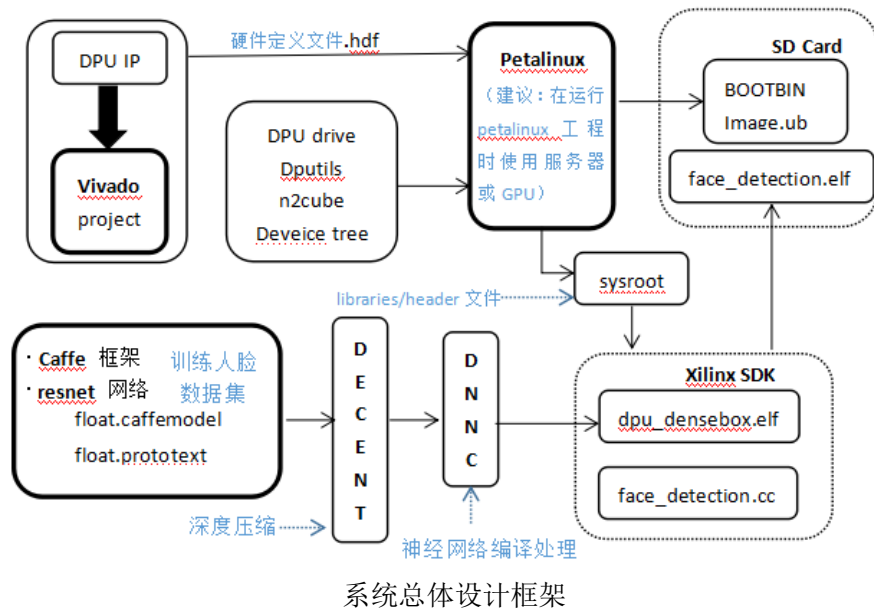 DPU IP
Vivado
project
硬件定义文件.hdf
DPU drive
Dputils
n2cube
Deveice tree
Petalinux
（建议：在运行
petalinux 工程
时使用服务器
或 GPU）
SD Card
BOOTBIN
Image.ub
face_detection.elf
sysroot
libraries/header 文件
· Caffe 框架
· resnet 网络
训练人脸
数据集
float.caffemodel
float.prototext
深度压缩
D
E
C
E
N
T
D
N
N
C
神经网络编译处理
Xilinx SDK
dpu_densebox.elf
face_detection.cc
系统总体设计框架